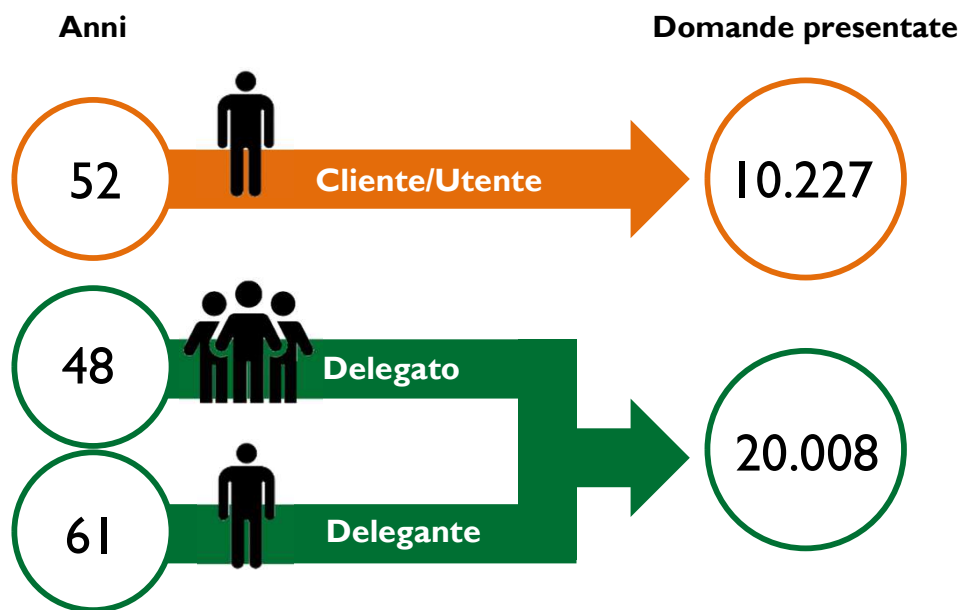 Anni
Domande presentate
52
Cliente/Utente
10.227
48
Delegato
20.008
61
Delegante